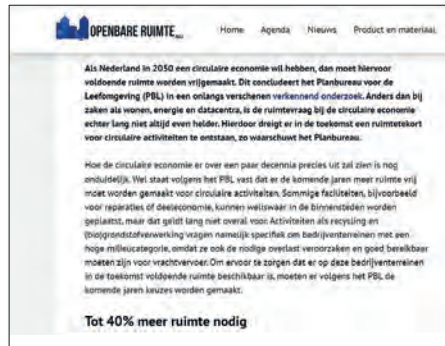 OPENBARE RUIMTE
Home Agenda Nieuws Product en materiaal
Als Nederland in 2050 een circulaire economie wil hebben, dan moet hiervoor
voldoende ruimte worden vrijgemaakt. Dit concludeert het Planbureau voor de
Leefomgeving (PBL) in een onlangs verschenen verkennend onderzoek. Anders dan bij
zaken als wonen, energie en datacentra, is de ruimtevraag bij de circulaire economie
echter lang niet altijd even helder. Hierdoor dreigt er in de toekomst een ruimtetekort
voor circulaire activiteiten te ontstaan, zo waarschuwt het Planbureau.
Hoe de circulaire economie er over een paar decennia precies uit zal zien is nog
onduidelijk. Wel staat volgens het PBL vast dat er de komende jaren meer ruimte vrij
moet worden gemaakt voor circulaire activiteiten. Sommige faciliteiten, bijvoorbeeld
voor reparaties of deeleconomie, kunnen weliswaar in de binnensteden worden
geplaatst, maar dat geldt lang niet overal voor. Activiteiten als recycling en
(bio)grondstofverwerking vragen namelijk specifiek om bedrijventerreinen met een
hoge milieucategorie, omdat ze ook de nodige overlast veroorzaken en goed bereikbaar
moeten zijn voor vrachtvervoer. Om ervoor te zorgen dat er op deze bedrijventerreinen
in de toekomst voldoende ruimte beschikbaar is, moeten er volgens het PBL de
komende jaren keuzes worden gemaakt.
Tot 40% meer ruimte nodig